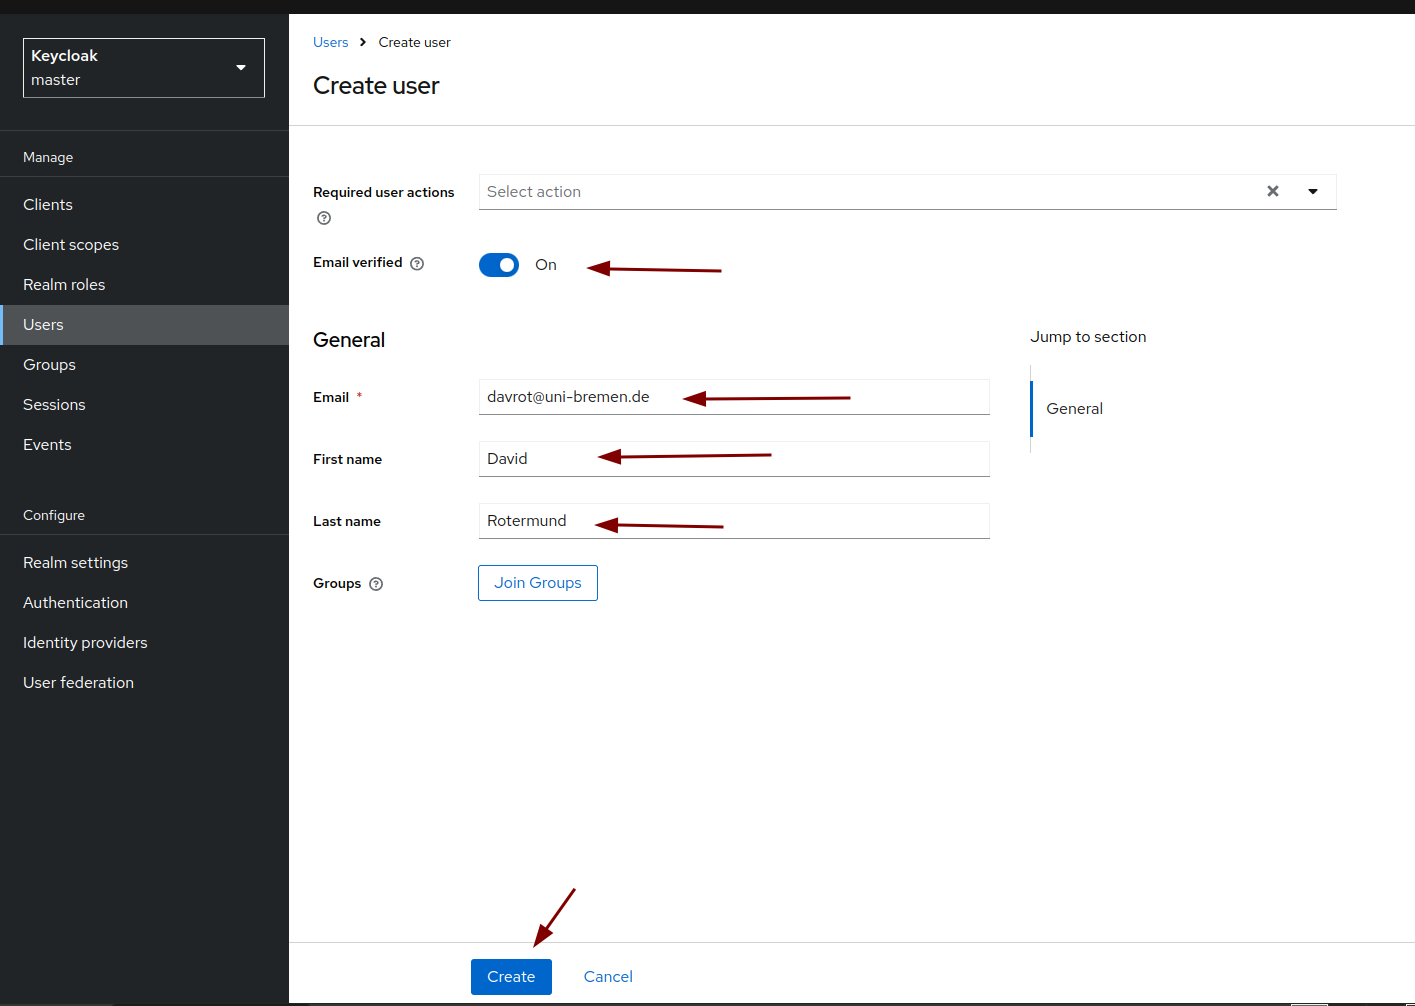 Keycloak
master
Manage
Clients
Client scopes
Realm roles
Users
Groups
Sessions
Events
Configure
Realm settings
Authentication
Identity providers
User federation
Users > Create user
Create user
Required user actions
Select action
Email verified
On
General
Email *
davrot@uni-bremen.de
First name
David
Last name
Rotermund
Groups
Join Groups
Jump to section
General
Create
Cancel